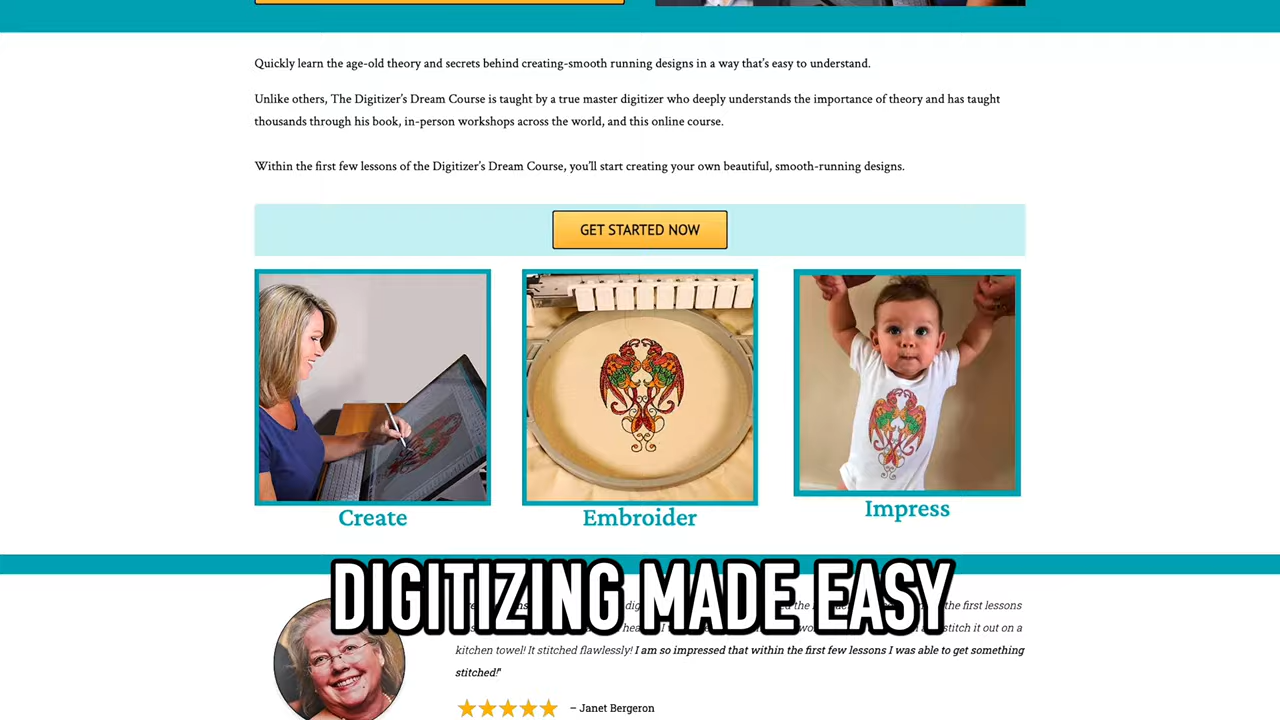 Quickly learn the age-old theory and secrets behind creating-smooth running designs in a way that's easy to understand.
Unlike others, The Digitizer's Dream Course is taught by a true master digitizer who deeply understands the importance of theory and has taught
thousands through his book, in-person workshops across the world, and this online course.
Within the first few lessons of the Digitizer's Dream Course, you'll start creating your own beautiful, smooth-running designs.
GET STARTED NOW
Create
Embroider
Impress
DIGITIZING MADE EASY
the first lessons
stitch it out on a
kitchen towel! It stitched flawlessly! I am so impressed that within the first few lessons I was able to get something
stitched!"
– Janet Bergeron